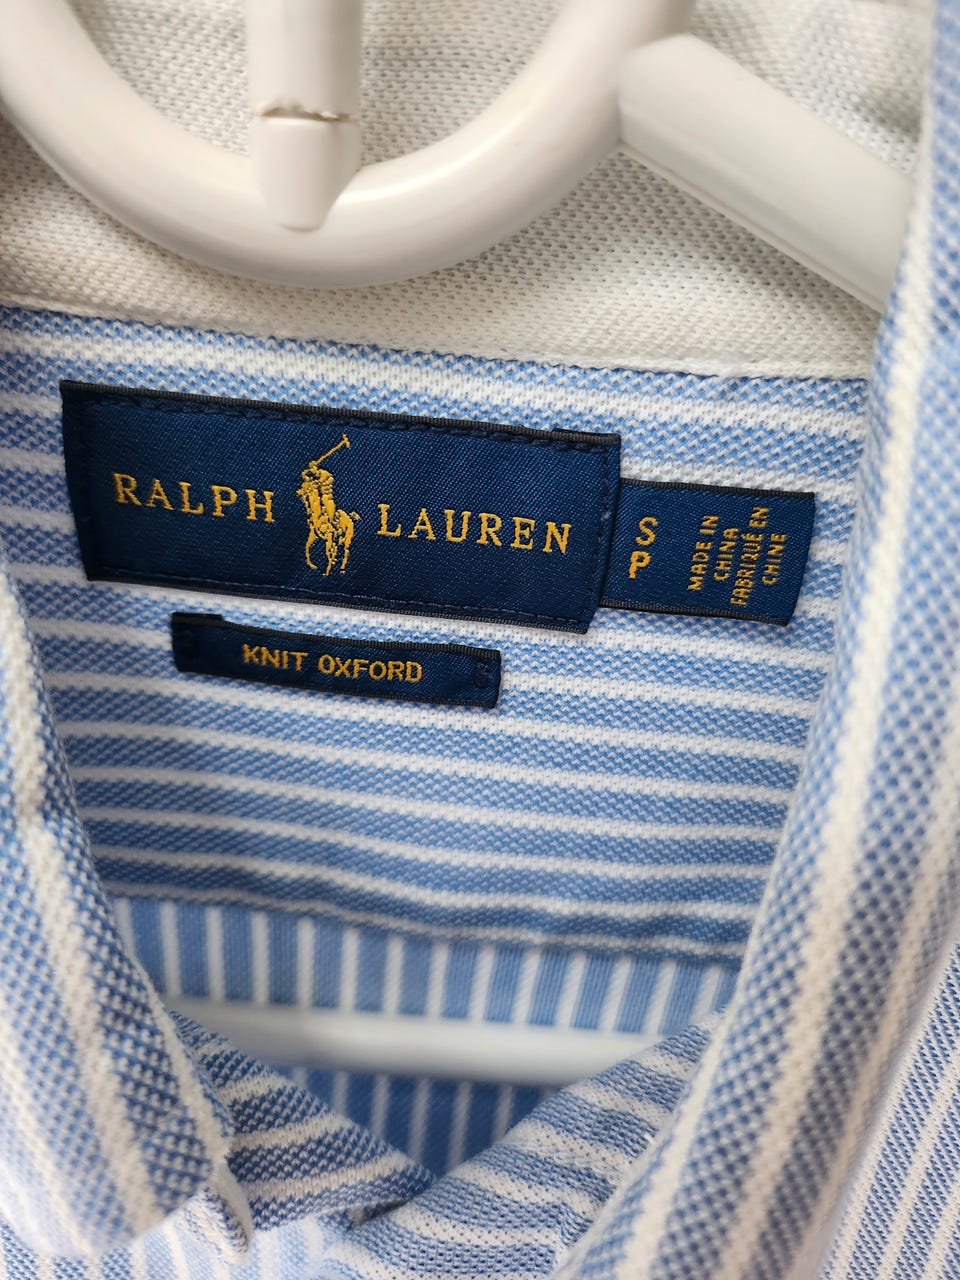 RALPH LAUREN
S
P
MADE IN
CHINA
FABRIQUÉ EN
CHINE
KNIT OXFORD